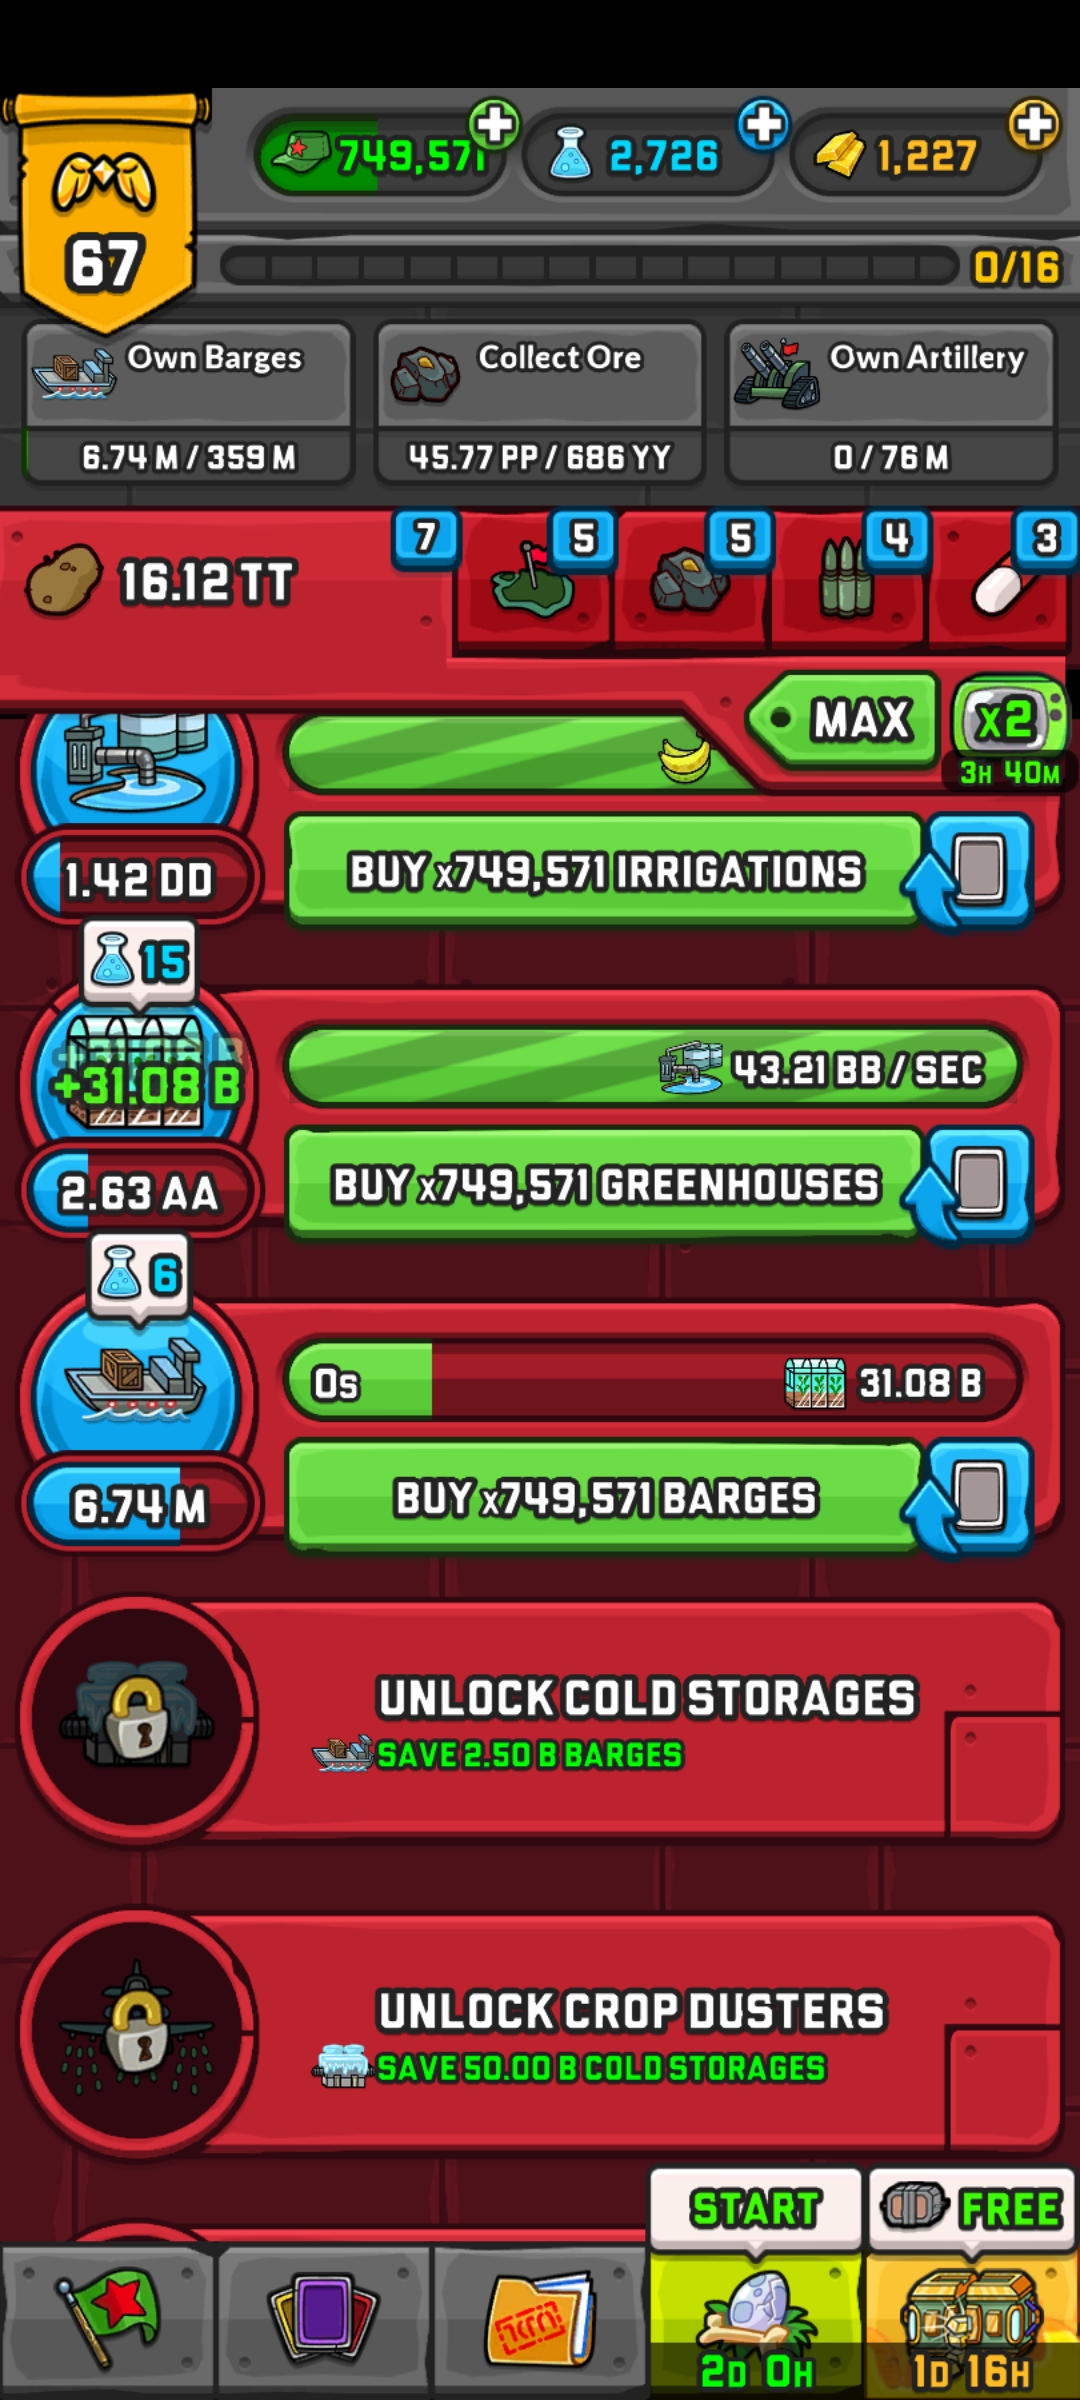 749,571
2,726
1,227
67
0/16
Own Barges
6.74 M / 359 M
Collect Ore
45.77 PP / 686 YY
Own Artillery
0 / 76 M
16.12 TT
7
5
5
4
3
MAX
x2
3H 40M
1.42 DD
BUY x749,571 IRRIGATIONS
15
+31.08 B
43.21 BB / SEC
2.63 AA
BUY x749,571 GREENHOUSES
6
0s
31.08 B
6.74 M
BUY x749,571 BARGES
UNLOCK COLD STORAGES
SAVE 2.50 B BARGES
UNLOCK CROP DUSTERS
SAVE 50.00 B COLD STORAGES
START
FREE
2D 0H
1D 16H